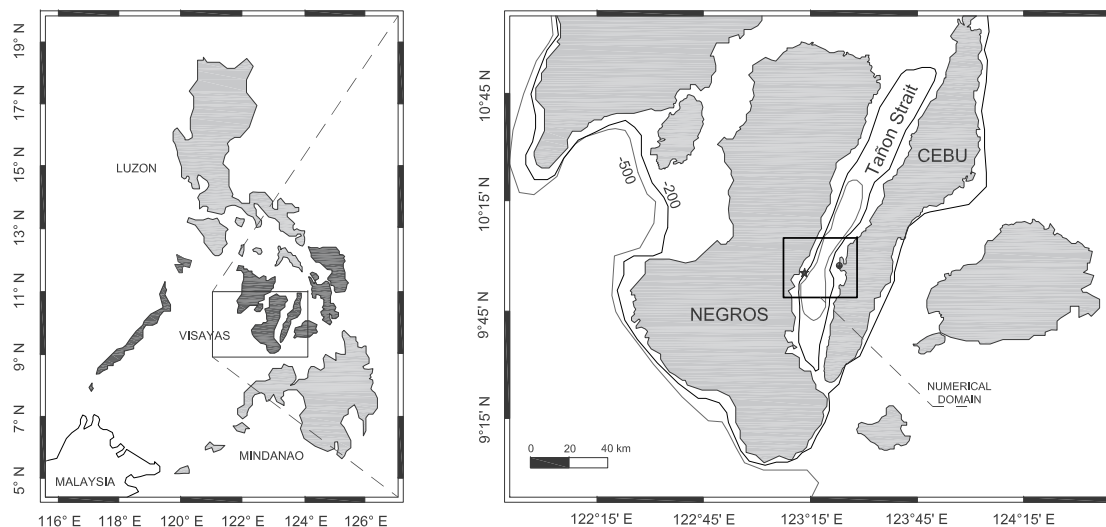 19° N
17° N
15° N
13° N
11° N
9° N
7° N
5° N
LUZON
VISAYAS
MINDANAO
MALAYSIA
116° E 118° E 120° E 122° E 124° E 126° E
10°45' N
10°15' N
9°45' N
9°15' N
-500
-200
Tañon Strait
CEBU
NEGROS
NUMERICAL
DOMAIN
0 20 40 km
122°15' E 122°45' E 123°15' E 123°45' E 124°15' E